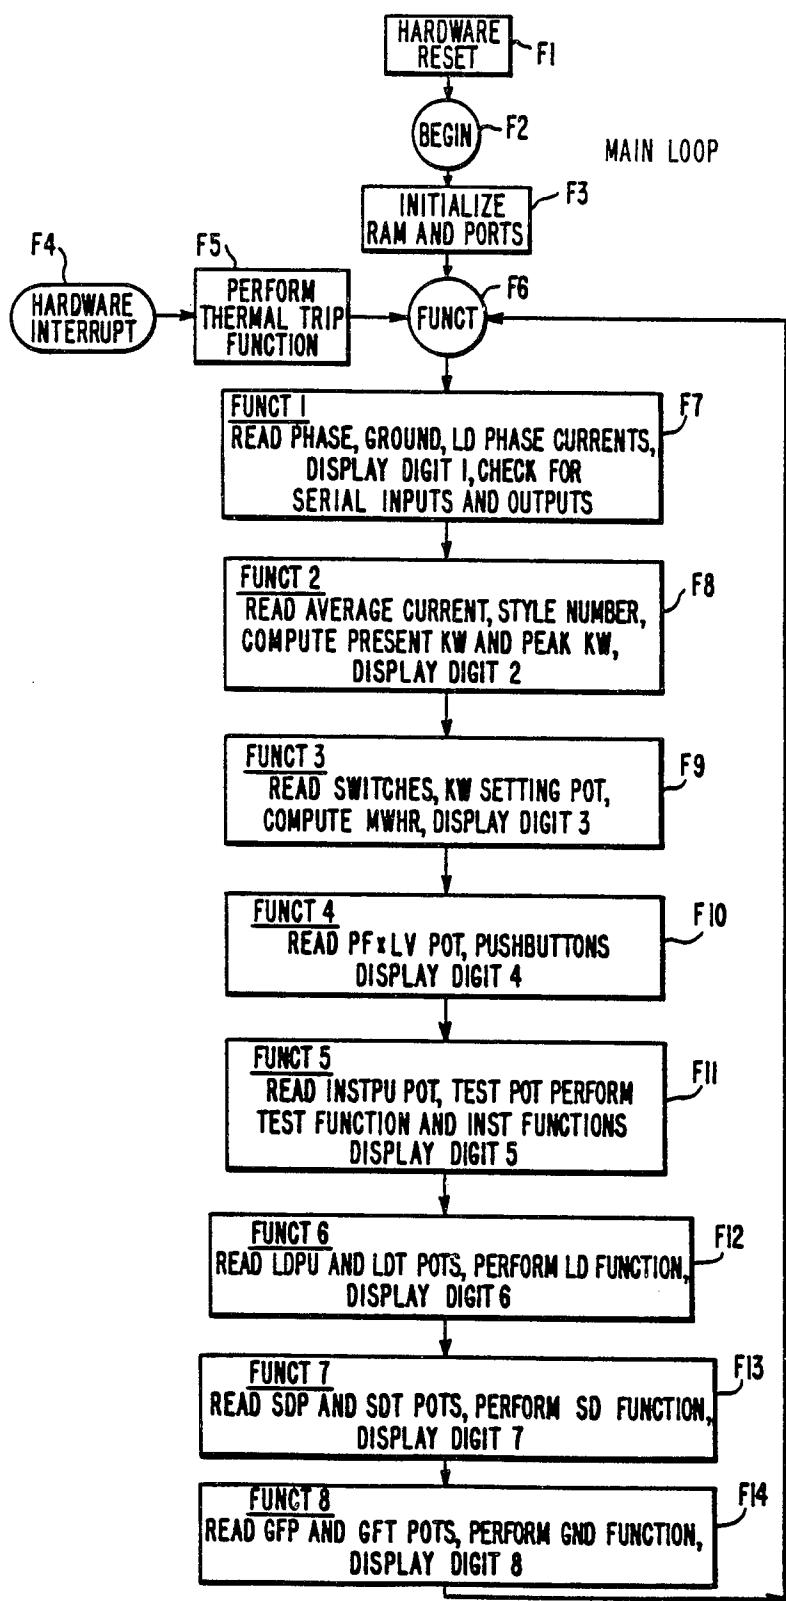 HARDWARE
RESET
F1
BEGIN
F2
MAIN LOOP
INITIALIZE
RAM AND PORTS
F3
F4
HARDWARE
INTERRUPT
F5
PERFORM
THERMAL TRIP
FUNCTION
FUNCT
F6
FUNCT 1
READ PHASE, GROUND, LD PHASE CURRENTS,
DISPLAY DIGIT 1, CHECK FOR
SERIAL INPUTS AND OUTPUTS
F7
FUNCT 2
READ AVERAGE CURRENT, STYLE NUMBER,
COMPUTE PRESENT KW AND PEAK KW,
DISPLAY DIGIT 2
F8
FUNCT 3
READ SWITCHES, KW SETTING POT,
COMPUTE MWHR, DISPLAY DIGIT 3
F9
FUNCT 4
READ PFxLV POT, PUSHBUTTONS
DISPLAY DIGIT 4
F10
FUNCT 5
READ INSTPU POT, TEST POT PERFORM
TEST FUNCTION AND INST FUNCTIONS
DISPLAY DIGIT 5
F11
FUNCT 6
READ LDPU AND LDT POTS, PERFORM LD FUNCTION,
DISPLAY DIGIT 6
F12
FUNCT 7
READ SDP AND SDT POTS, PERFORM SD FUNCTION,
DISPLAY DIGIT 7
F13
FUNCT 8
READ GFP AND GFT POTS, PERFORM GND FUNCTION,
DISPLAY DIGIT 8
F14